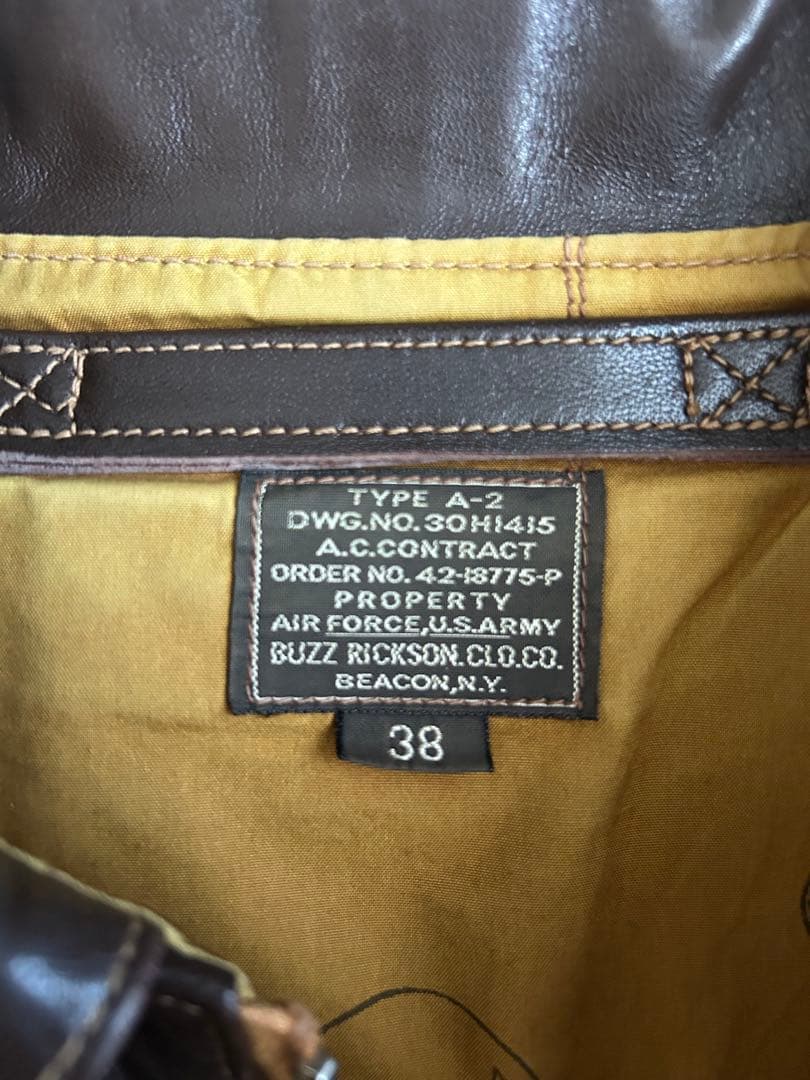 TYPE A-2
DWG.NO.30H1415
A.C.CONTRACT
ORDER NO. 42-18775-P
PROPERTY
AIR FORCE,U.S.ARMY
BUZZ RICKSON.CLO.CO.
BEACON,N.Y.
38